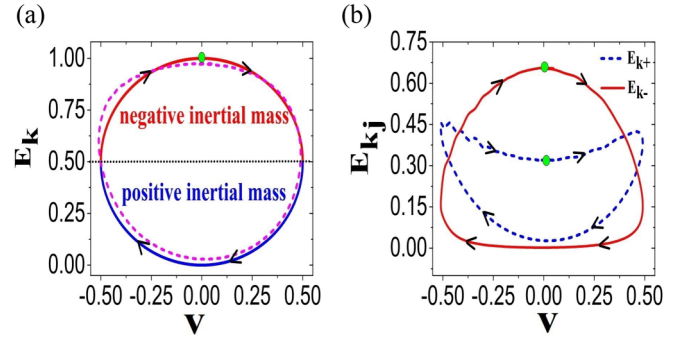 (a)
E_k
1.00
0.75
0.50
0.25
0.00
negative inertial mass
positive inertial mass
-0.50 -0.25 0.00 0.25 0.50
V
(b)
E_kj
0.75
0.60
0.45
0.30
0.15
0.00
E_k+
E_k-
-0.50 -0.25 0.00 0.25 0.50
V